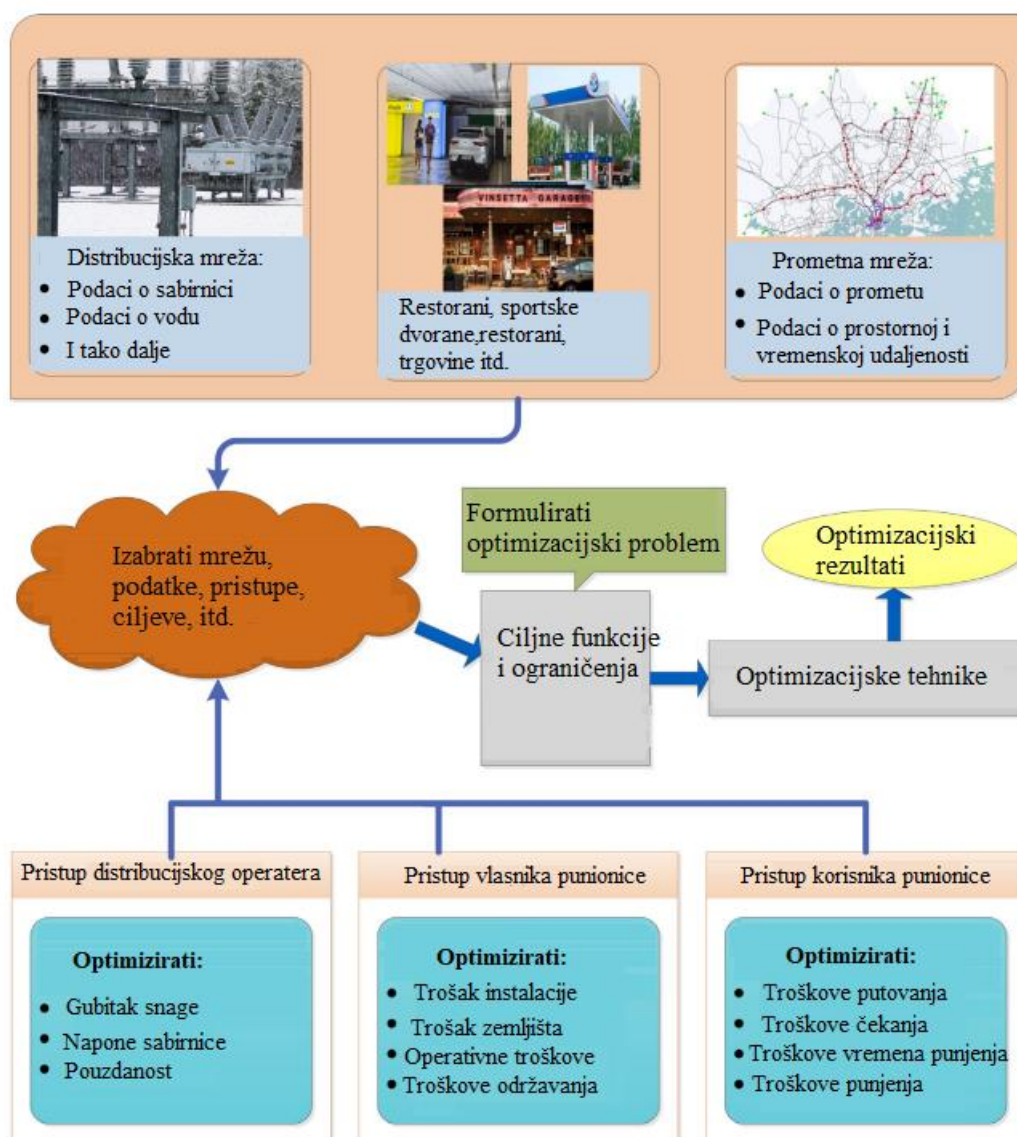 VINSETTA GARAGE
Distribucijska mreža:
• Podaci o sabirnici
• Podaci o vodu
• I tako dalje
Restorani, sportske
dvorane,restorani,
trgovine itd.
Prometna mreža:
• Podaci o prometu
• Podaci o prostornoj i
vremenskoj udaljenosti
Izabrati mrežu,
podatke, pristupe,
ciljeve, itd.
Formulirati
optimizacijski problem
Ciljne funkcije
i ograničenja
Optimizacijske tehnike
Optimizacijski
rezultati
Pristup distribucijskog operatera
Optimizirati:
• Gubitak snage
• Napone sabirnice
• Pouzdanost
Pristup vlasnika punionice
Optimizirati:
• Trošak instalacije
• Trošak zemljišta
• Operativne troškove
• Troškove održavanja
Pristup korisnika punionice
Optimizirati:
• Troškove putovanja
• Troškove čekanja
• Troškove vremena punjenja
• Troškove punjenja